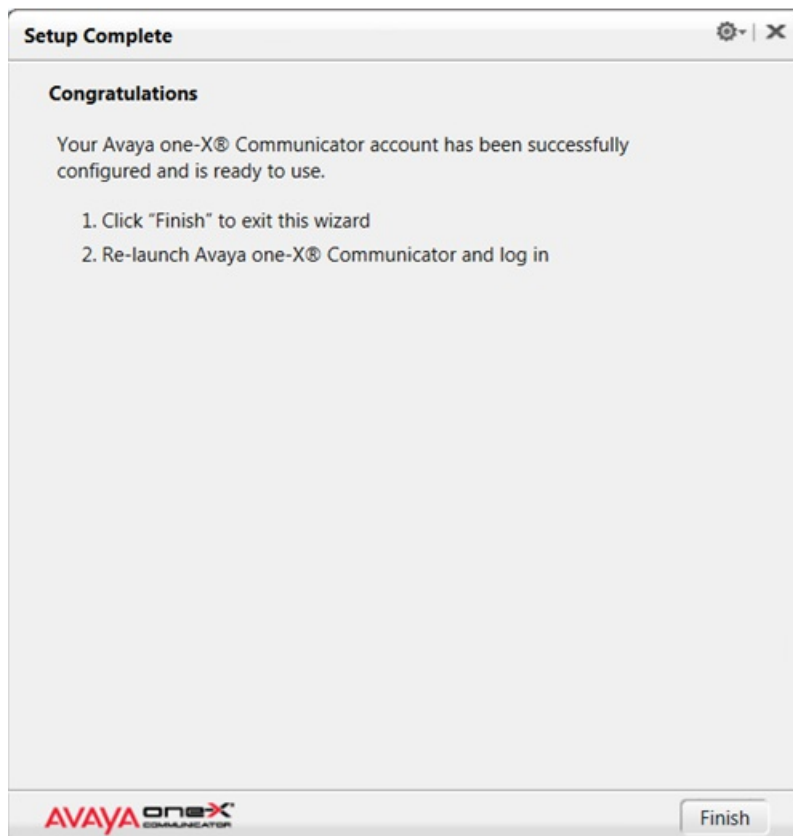 Setup Complete
Congratulations
Your Avaya one-X® Communicator account has been successfully
configured and is ready to use.
1. Click “Finish” to exit this wizard
2. Re-launch Avaya one-X® Communicator and log in
AVAYA one-X COMMUNICATOR
Finish